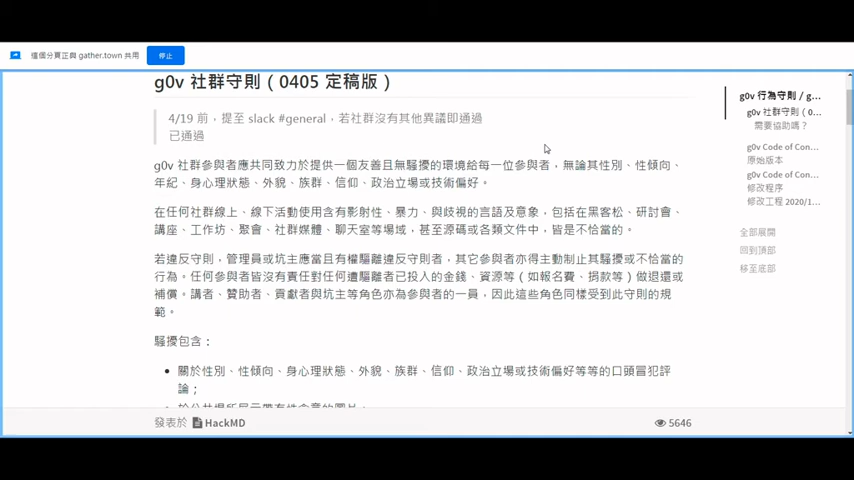 這個分頁正與 gather.town 共用
停止
g0v 社群守則（0405 定稿版）
4/19 前，提至 slack #general，若社群沒有其他異議即通過
已通過
g0v 社群參與者應共同致力於提供一個友善且無騷擾的環境給每一位參與者，無論其性別、性傾向、
年紀、身心理狀態、外貌、族群、信仰、政治立場或技術偏好。
在任何社群線上、線下活動使用含有影射性、暴力、與歧視的言語及意象，包括在黑客松、研討會、
講座、工作坊、聚會、社群媒體、聊天室等場域，甚至源碼或各類文件中，皆是不恰當的。
若違反守則，管理員或坑主應當且有權驅離違反守則者，其它參與者亦得主動制止其騷擾或不恰當的
行為。任何參與者皆沒有責任對任何遭驅離者已投入的金錢、資源等（如報名費、捐款等）做退還或
補償。講者、贊助者、貢獻者與坑主等角色亦為參與者的一員，因此這些角色同樣受到此守則的規
範。
騷擾包含：
關於性別、性傾向、身心理狀態、外貌、族群、信仰、政治立場或技術偏好等等的口頭冒犯評
論；
發表於 HackMD
5646
g0v 行為守則 / g...
g0v 社群守則（0...
需要協助嗎？
g0v Code of Con...
原始版本
g0v Code of Con...
修改程序
修改工程 2020/1...
全部展開
回到頂部
移至底部